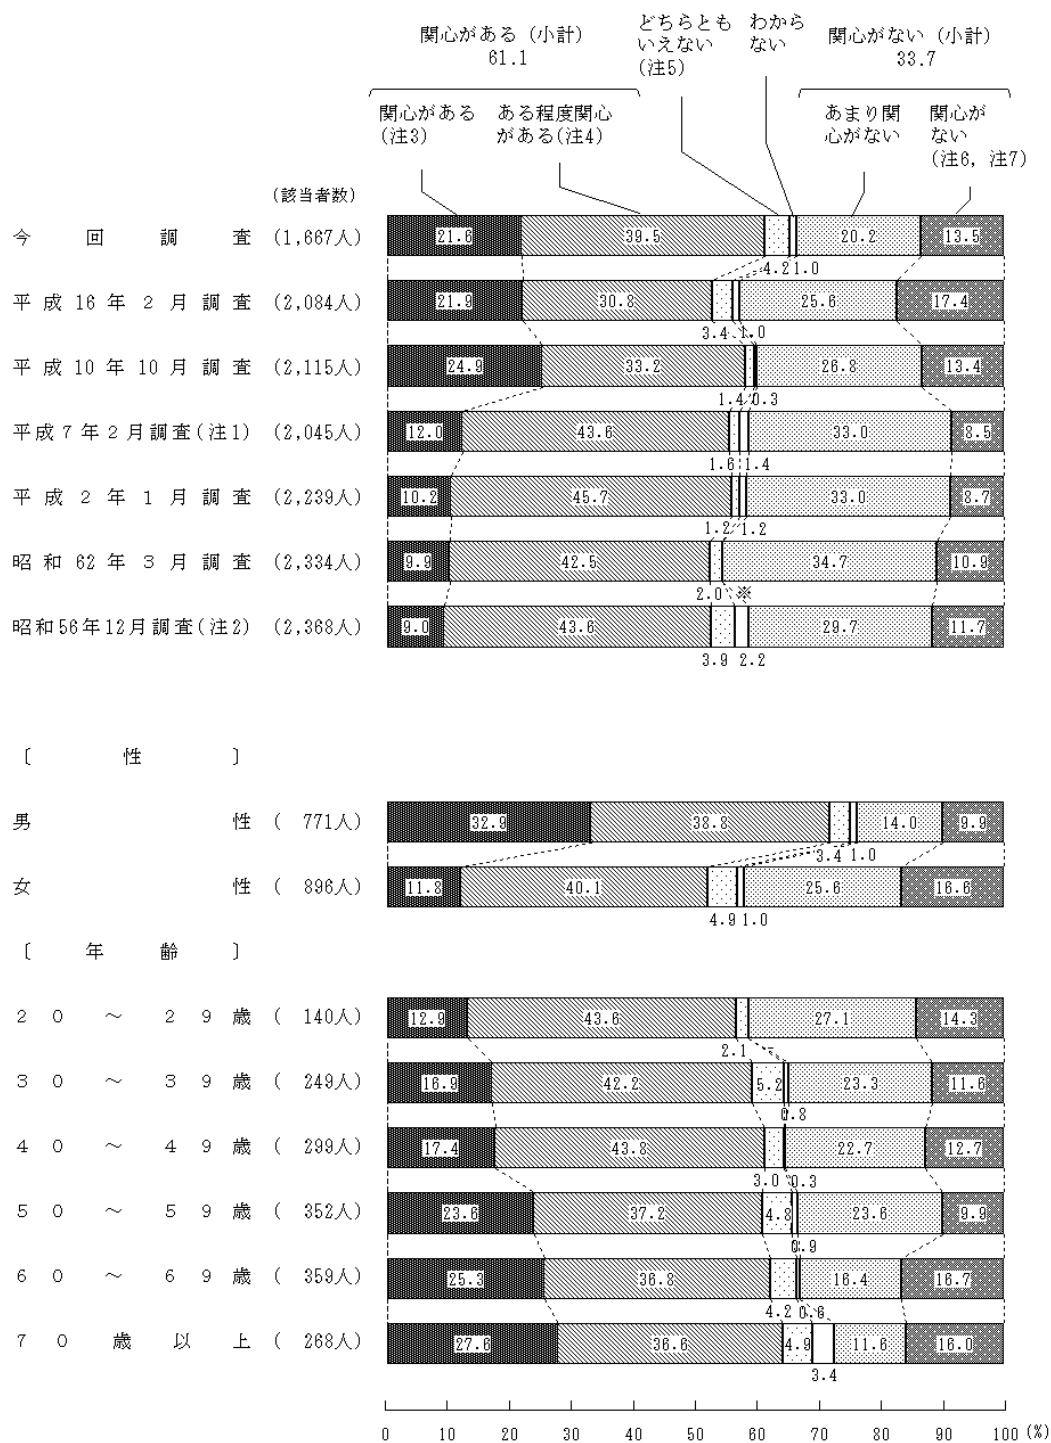 関心がある（小計）
61.1
どちらとも
いえない
(注5)
わから
ない
関心がない（小計）
33.7
関心がある
(注3)
ある程度関心
がある(注4)
あまり関
心がない
関心が
ない
(注6，注7)
(該当者数)
今回調査 (1,667人) 21.6 39.5 20.2 13.5
4.2 1.0
平成16年2月調査 (2,084人) 21.9 30.8 25.6 17.4
3.4 1.0
平成10年10月調査 (2,115人) 24.9 33.2 26.8 13.4
1.4 0.3
平成7年2月調査(注1) (2,045人) 12.0 43.6 33.0 8.5
1.6 1.4
平成2年1月調査 (2,239人) 10.2 45.7 33.0 8.7
1.2 1.2
昭和62年3月調査 (2,334人) 9.9 42.5 34.7 10.9
2.0 ※
昭和56年12月調査(注2) (2,368人) 9.0 43.6 29.7 11.7
3.9 2.2
〔性〕
男性 (771人) 32.9 38.8 14.0 9.9
3.4 1.0
女性 (896人) 11.8 40.1 25.6 16.6
4.9 1.0
〔年齢〕
20～29歳 (140人) 12.9 43.6 27.1 14.3
2.1 －
30～39歳 (249人) 16.9 42.2 5.2 23.3 11.6
0.8
40～49歳 (299人) 17.4 43.8 22.7 12.7
3.0 0.3
50～59歳 (352人) 23.6 37.2 4.8 23.6 9.9
0.9
60～69歳 (359人) 25.3 36.8 16.4 16.7
4.2 0.6
70歳以上 (268人) 27.6 36.6 4.9 11.6 16.0
3.4
0 10 20 30 40 50 60 70 80 90 100 (%)